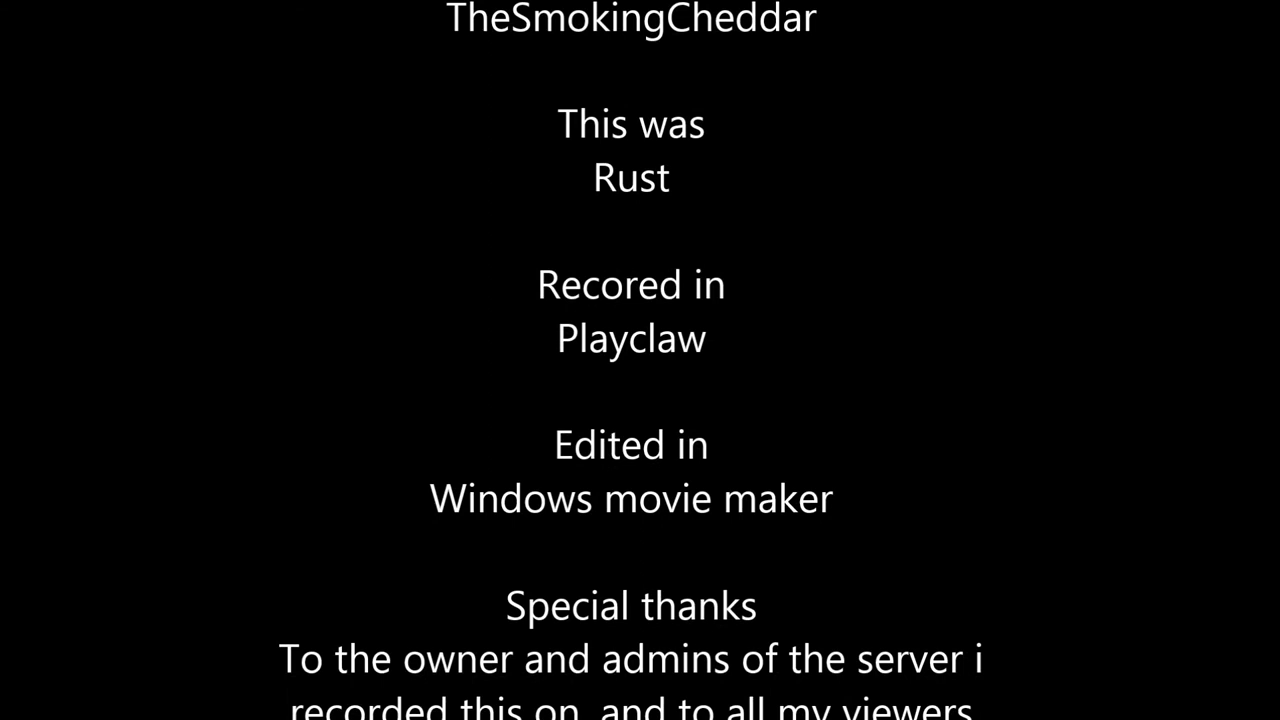 TheSmokingCheddar
This was
Rust
Recored in
Playclaw
Edited in
Windows movie maker
Special thanks
To the owner and admins of the server i
recorded this on, and to all my viewers